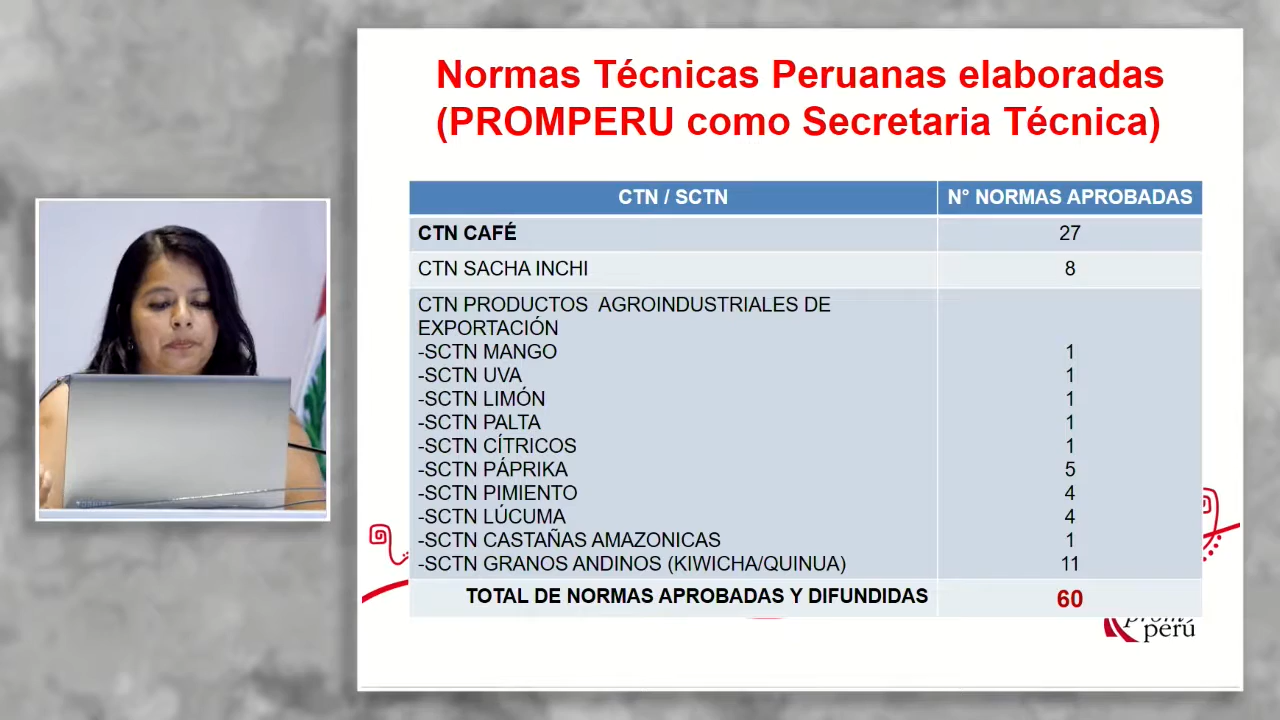 Normas Técnicas Peruanas elaboradas
(PROMPERU como Secretaria Técnica)
CTN / SCTN N° NORMAS APROBADAS
CTN CAFÉ 27
CTN SACHA INCHI 8
CTN PRODUCTOS AGROINDUSTRIALES DE
EXPORTACIÓN
-SCTN MANGO 1
-SCTN UVA 1
-SCTN LIMÓN 1
-SCTN PALTA 1
-SCTN CÍTRICOS 1
-SCTN PÁPRIKA 5
-SCTN PIMIENTO 4
-SCTN LÚCUMA 4
-SCTN CASTAÑAS AMAZONICAS 1
-SCTN GRANOS ANDINOS (KIWICHA/QUINUA) 11
TOTAL DE NORMAS APROBADAS Y DIFUNDIDAS 60
perú